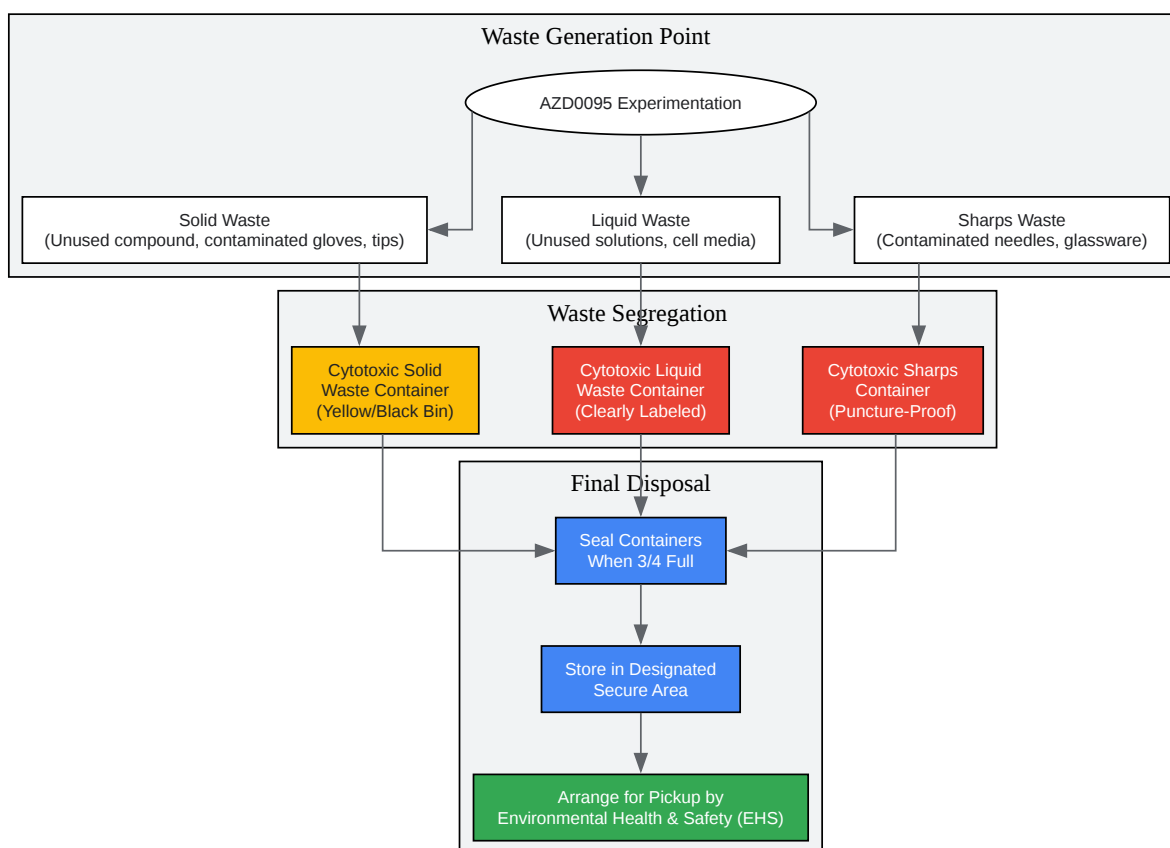 Waste Generation Point
AZD0095 Experimentation
Solid Waste
(Unused compound, contaminated gloves, tips)
Liquid Waste
(Unused solutions, cell media)
Sharps Waste
(Contaminated needles, glassware)
Waste Segregation
Cytotoxic Solid
Waste Container
(Yellow/Black Bin)
Cytotoxic Liquid
Waste Container
(Clearly Labeled)
Cytotoxic Sharps
Container
(Puncture-Proof)
Final Disposal
Seal Containers
When 3/4 Full
Store in Designated
Secure Area
Arrange for Pickup by
Environmental Health & Safety (EHS)